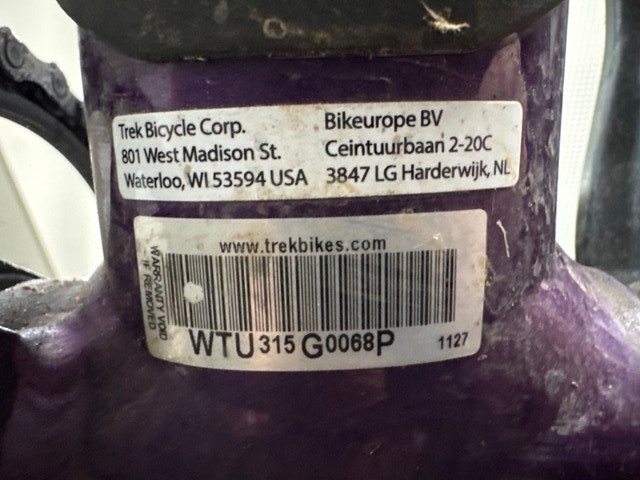 Trek Bicycle Corp.
801 West Madison St.
Waterloo, WI 53594 USA
Bikeurope BV
Ceintuurbaan 2-20C
3847 LG Harderwijk, NL
www.trekbikes.com
WARRANTY VOID
IF REMOVED
WTU315G0068P
1127